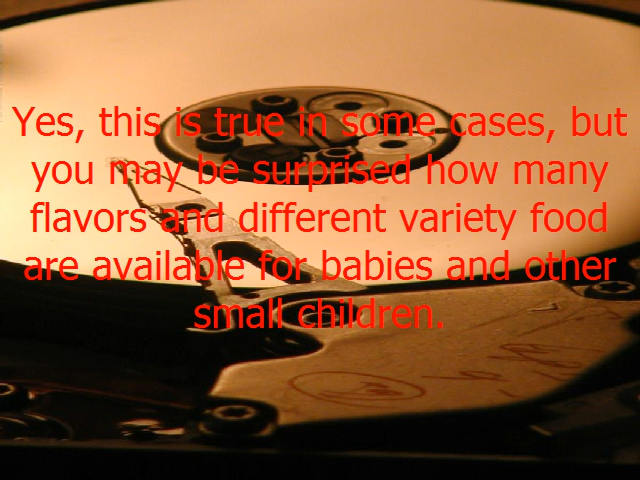 Yes, this is true in some cases, but
you may be surprised how many
flavors and different variety food
are available for babies and other
small children.